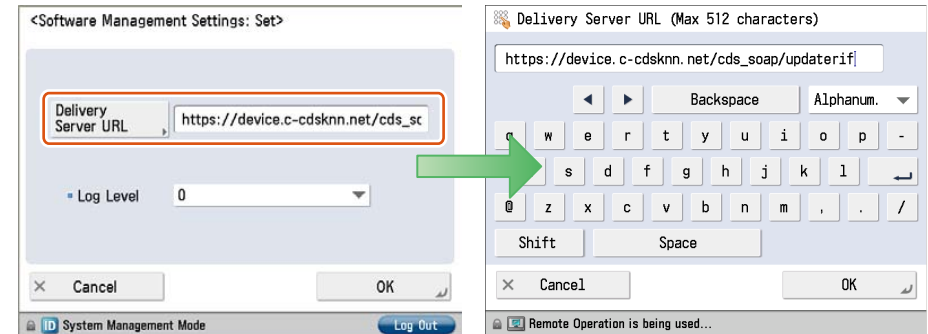 <Software Management Settings: Set>
Delivery
Server URL
https://device.c-cdsknn.net/cds_sc
Log Level
0
Cancel
OK
ID System Management Mode
Log Out
Delivery Server URL (Max 512 characters)
https://device.c-cdsknn.net/cds_soap/updaterif
Backspace
Alphanum.
q w e r t y u i o p -
s d f g h j k l
@ z x c v b n m , . /
Shift
Space
Cancel
OK
Remote Operation is being used...